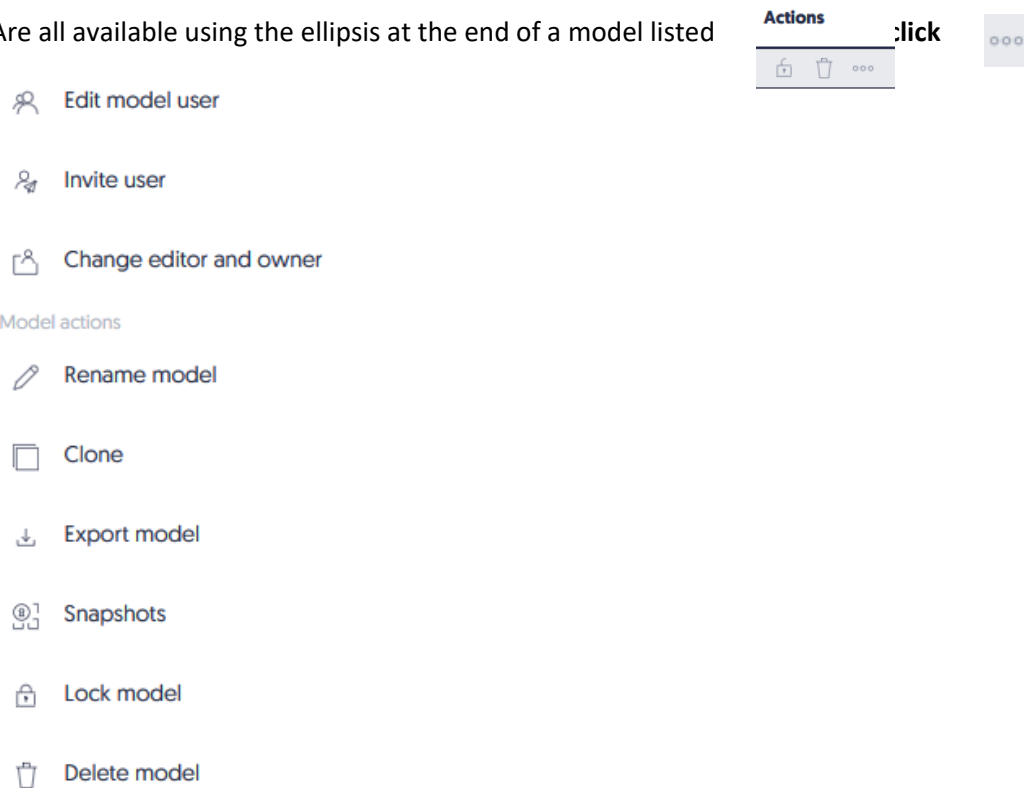 Are all available using the ellipsis at the end of a model listed Actions click
Edit model user
Invite user
Change editor and owner
Model actions
Rename model
Clone
Export model
Snapshots
Lock model
Delete model